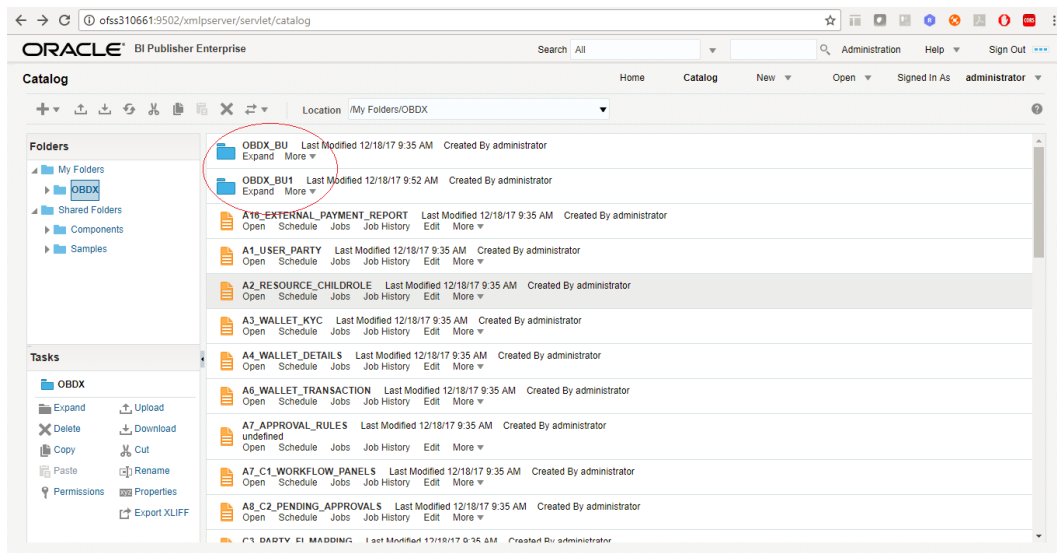 ofss310661:9502/xmlpserver/servlet/catalog
ORACLE BI Publisher Enterprise Search All Administration Help Sign Out
Catalog Home Catalog New Open Signed In As administrator
Location /My Folders/OBDX
Folders
My Folders
OBDX
Shared Folders
Components
Samples
OBDX_BU Last Modified 12/18/17 9:35 AM Created By administrator
Expand More
OBDX_BU1 Last Modified 12/18/17 9:52 AM Created By administrator
Expand More
A16_EXTERNAL_PAYMENT_REPORT Last Modified 12/18/17 9:35 AM Created By administrator
Open Schedule Jobs Job History Edit More
A1_USER_PARTY Last Modified 12/18/17 9:35 AM Created By administrator
Open Schedule Jobs Job History Edit More
A2_RESOURCE_CHILDROLE Last Modified 12/18/17 9:35 AM Created By administrator
Open Schedule Jobs Job History Edit More
A3_WALLET_KYC Last Modified 12/18/17 9:35 AM Created By administrator
Open Schedule Jobs Job History Edit More
A4_WALLET_DETAILS Last Modified 12/18/17 9:35 AM Created By administrator
Open Schedule Jobs Job History Edit More
A6_WALLET_TRANSACTION Last Modified 12/18/17 9:35 AM Created By administrator
Open Schedule Jobs Job History Edit More
A7_APPROVAL_RULES Last Modified 12/18/17 9:35 AM Created By administrator
undefined
Open Schedule Jobs Job History Edit More
A7_C1_WORKFLOW_PANELS Last Modified 12/18/17 9:35 AM Created By administrator
Open Schedule Jobs Job History Edit More
A8_C2_PENDING_APPROVALS Last Modified 12/18/17 9:35 AM Created By administrator
Open Schedule Jobs Job History Edit More
C3_PARTY_FI_MAPPING Last Modified 12/18/17 9:35 AM Created By administrator
Tasks
OBDX
Expand Upload
Delete Download
Copy Cut
Paste Rename
Permissions Properties
Export XLIFF